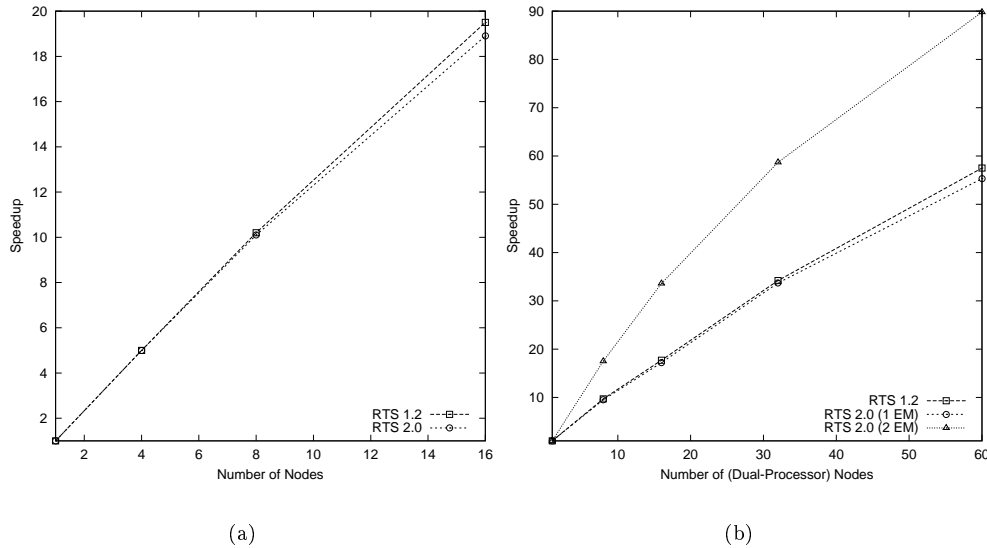 20
18
16
14
12
10
8
6
4
2
Speedup
RTS 1.2
RTS 2.0
2 4 6 8 10 12 14 16
Number of Nodes
(a)
90
80
70
60
50
40
30
20
10
Speedup
RTS 1.2
RTS 2.0 (1 EM)
RTS 2.0 (2 EM)
10 20 30 40 50 60
Number of (Dual-Processor) Nodes
(b)